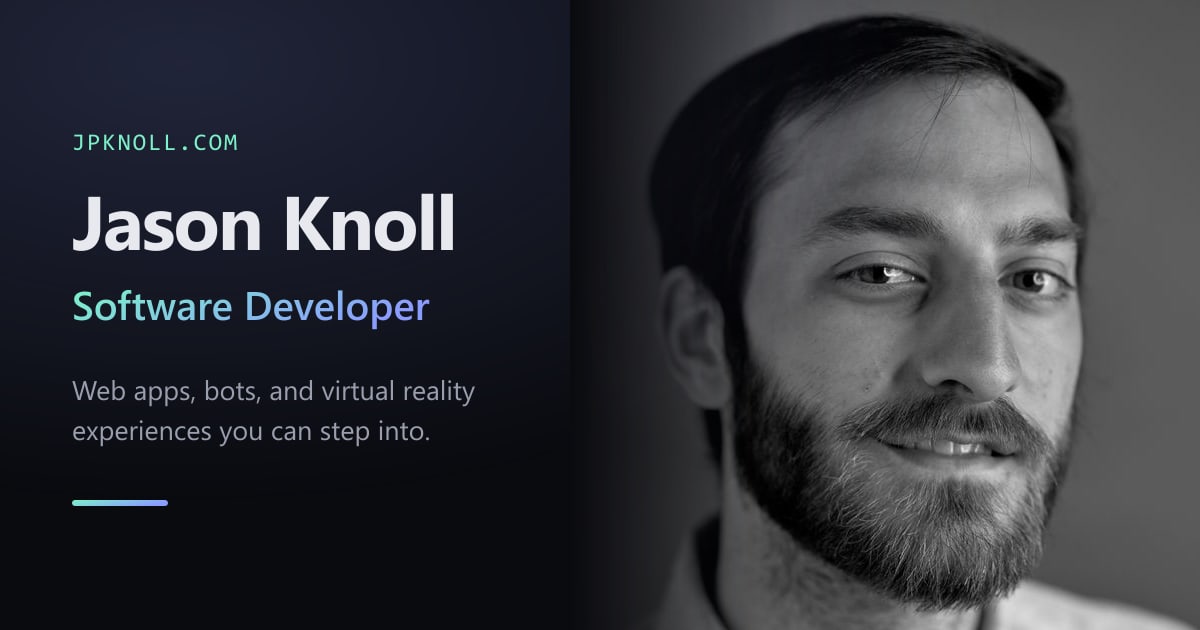 JPKNOLL.COM
Jason Knoll
Software Developer
Web apps, bots, and virtual reality
experiences you can step into.